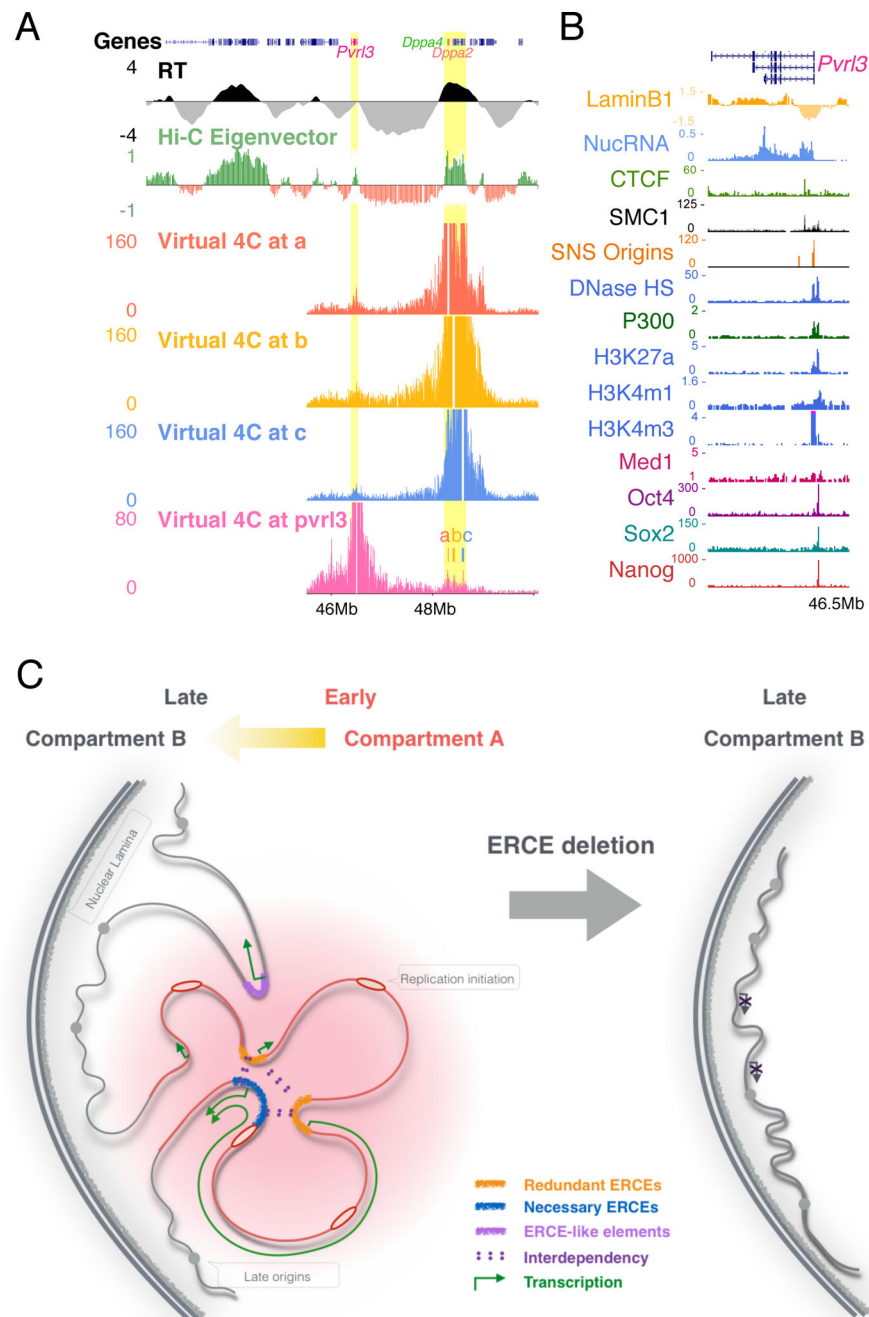 A
Genes
Pvrl3
Dppa4
Dppa2
4
RT
-4
Hi-C Eigenvector
1
-1
160
Virtual 4C at a
0
160
Virtual 4C at b
0
160
Virtual 4C at c
0
80
Virtual 4C at pvrl3
abc
0
46Mb
48Mb
B
Pvrl3
LaminB1
1.5
-1.5
NucRNA
0.5
0
CTCF
60
0
SMC1
125
0
SNS Origins
120
0
DNase HS
50
0
P300
2
0
H3K27a
5
0
H3K4m1
1.6
0
H3K4m3
4
0
Med1
5
1
Oct4
300
0
Sox2
150
0
Nanog
1000
0
46.5Mb
C
Late
Early
Compartment B
Compartment A
Late
Compartment B
Nuclear Lamina
ERCE deletion
Replication initiation
Late origins
Redundant ERCEs
Necessary ERCEs
ERCE-like elements
Interdependency
Transcription